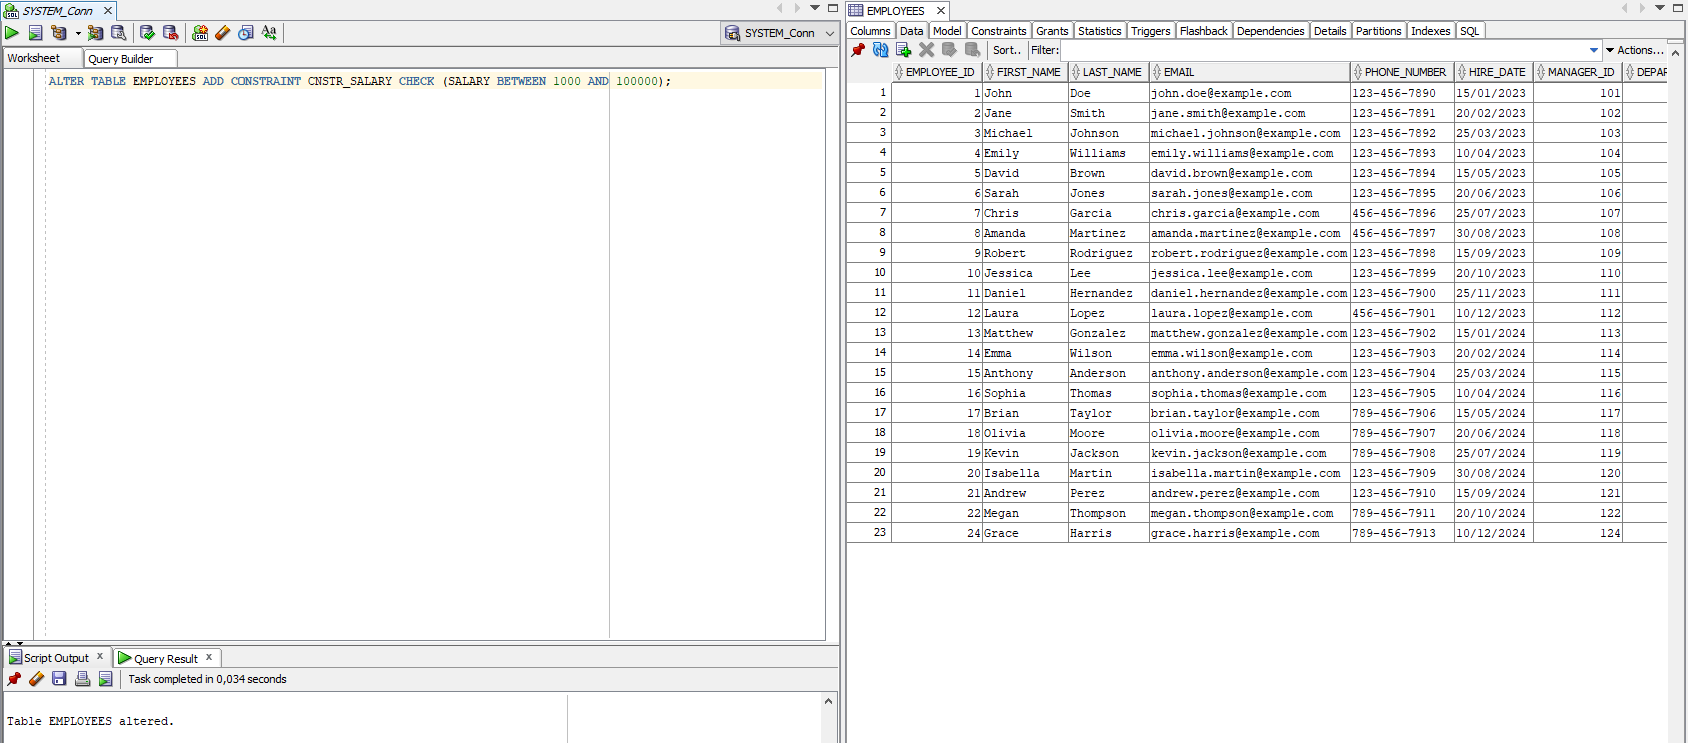 SYSTEM_Conn
SYSTEM_Conn
Worksheet Query Builder
ALTER TABLE EMPLOYEES ADD CONSTRAINT CNSTR_SALARY CHECK (SALARY BETWEEN 1000 AND 100000);
Script Output Query Result
Task completed in 0,034 seconds
Table EMPLOYEES altered.
EMPLOYEES
Columns Data Model Constraints Grants Statistics Triggers Flashback Dependencies Details Partitions Indexes SQL
Sort.. Filter: Actions...
EMPLOYEE_ID FIRST_NAME LAST_NAME EMAIL PHONE_NUMBER HIRE_DATE MANAGER_ID DEPAR
1 1 John Doe john.doe@example.com 123-456-7890 15/01/2023 101
2 2 Jane Smith jane.smith@example.com 123-456-7891 20/02/2023 102
3 3 Michael Johnson michael.johnson@example.com 123-456-7892 25/03/2023 103
4 4 Emily Williams emily.williams@example.com 123-456-7893 10/04/2023 104
5 5 David Brown david.brown@example.com 123-456-7894 15/05/2023 105
6 6 Sarah Jones sarah.jones@example.com 123-456-7895 20/06/2023 106
7 7 Chris Garcia chris.garcia@example.com 456-456-7896 25/07/2023 107
8 8 Amanda Martinez amanda.martinez@example.com 456-456-7897 30/08/2023 108
9 9 Robert Rodriguez robert.rodriguez@example.com 123-456-7898 15/09/2023 109
10 10 Jessica Lee jessica.lee@example.com 123-456-7899 20/10/2023 110
11 11 Daniel Hernandez daniel.hernandez@example.com 123-456-7900 25/11/2023 111
12 12 Laura Lopez laura.lopez@example.com 456-456-7901 10/12/2023 112
13 13 Matthew Gonzalez matthew.gonzalez@example.com 123-456-7902 15/01/2024 113
14 14 Emma Wilson emma.wilson@example.com 123-456-7903 20/02/2024 114
15 15 Anthony Anderson anthony.anderson@example.com 123-456-7904 25/03/2024 115
16 16 Sophia Thomas sophia.thomas@example.com 123-456-7905 10/04/2024 116
17 17 Brian Taylor brian.taylor@example.com 789-456-7906 15/05/2024 117
18 18 Olivia Moore olivia.moore@example.com 789-456-7907 20/06/2024 118
19 19 Kevin Jackson kevin.jackson@example.com 789-456-7908 25/07/2024 119
20 20 Isabella Martin isabella.martin@example.com 123-456-7909 30/08/2024 120
21 21 Andrew Perez andrew.perez@example.com 123-456-7910 15/09/2024 121
22 22 Megan Thompson megan.thompson@example.com 789-456-7911 20/10/2024 122
23 24 Grace Harris grace.harris@example.com 789-456-7913 10/12/2024 124